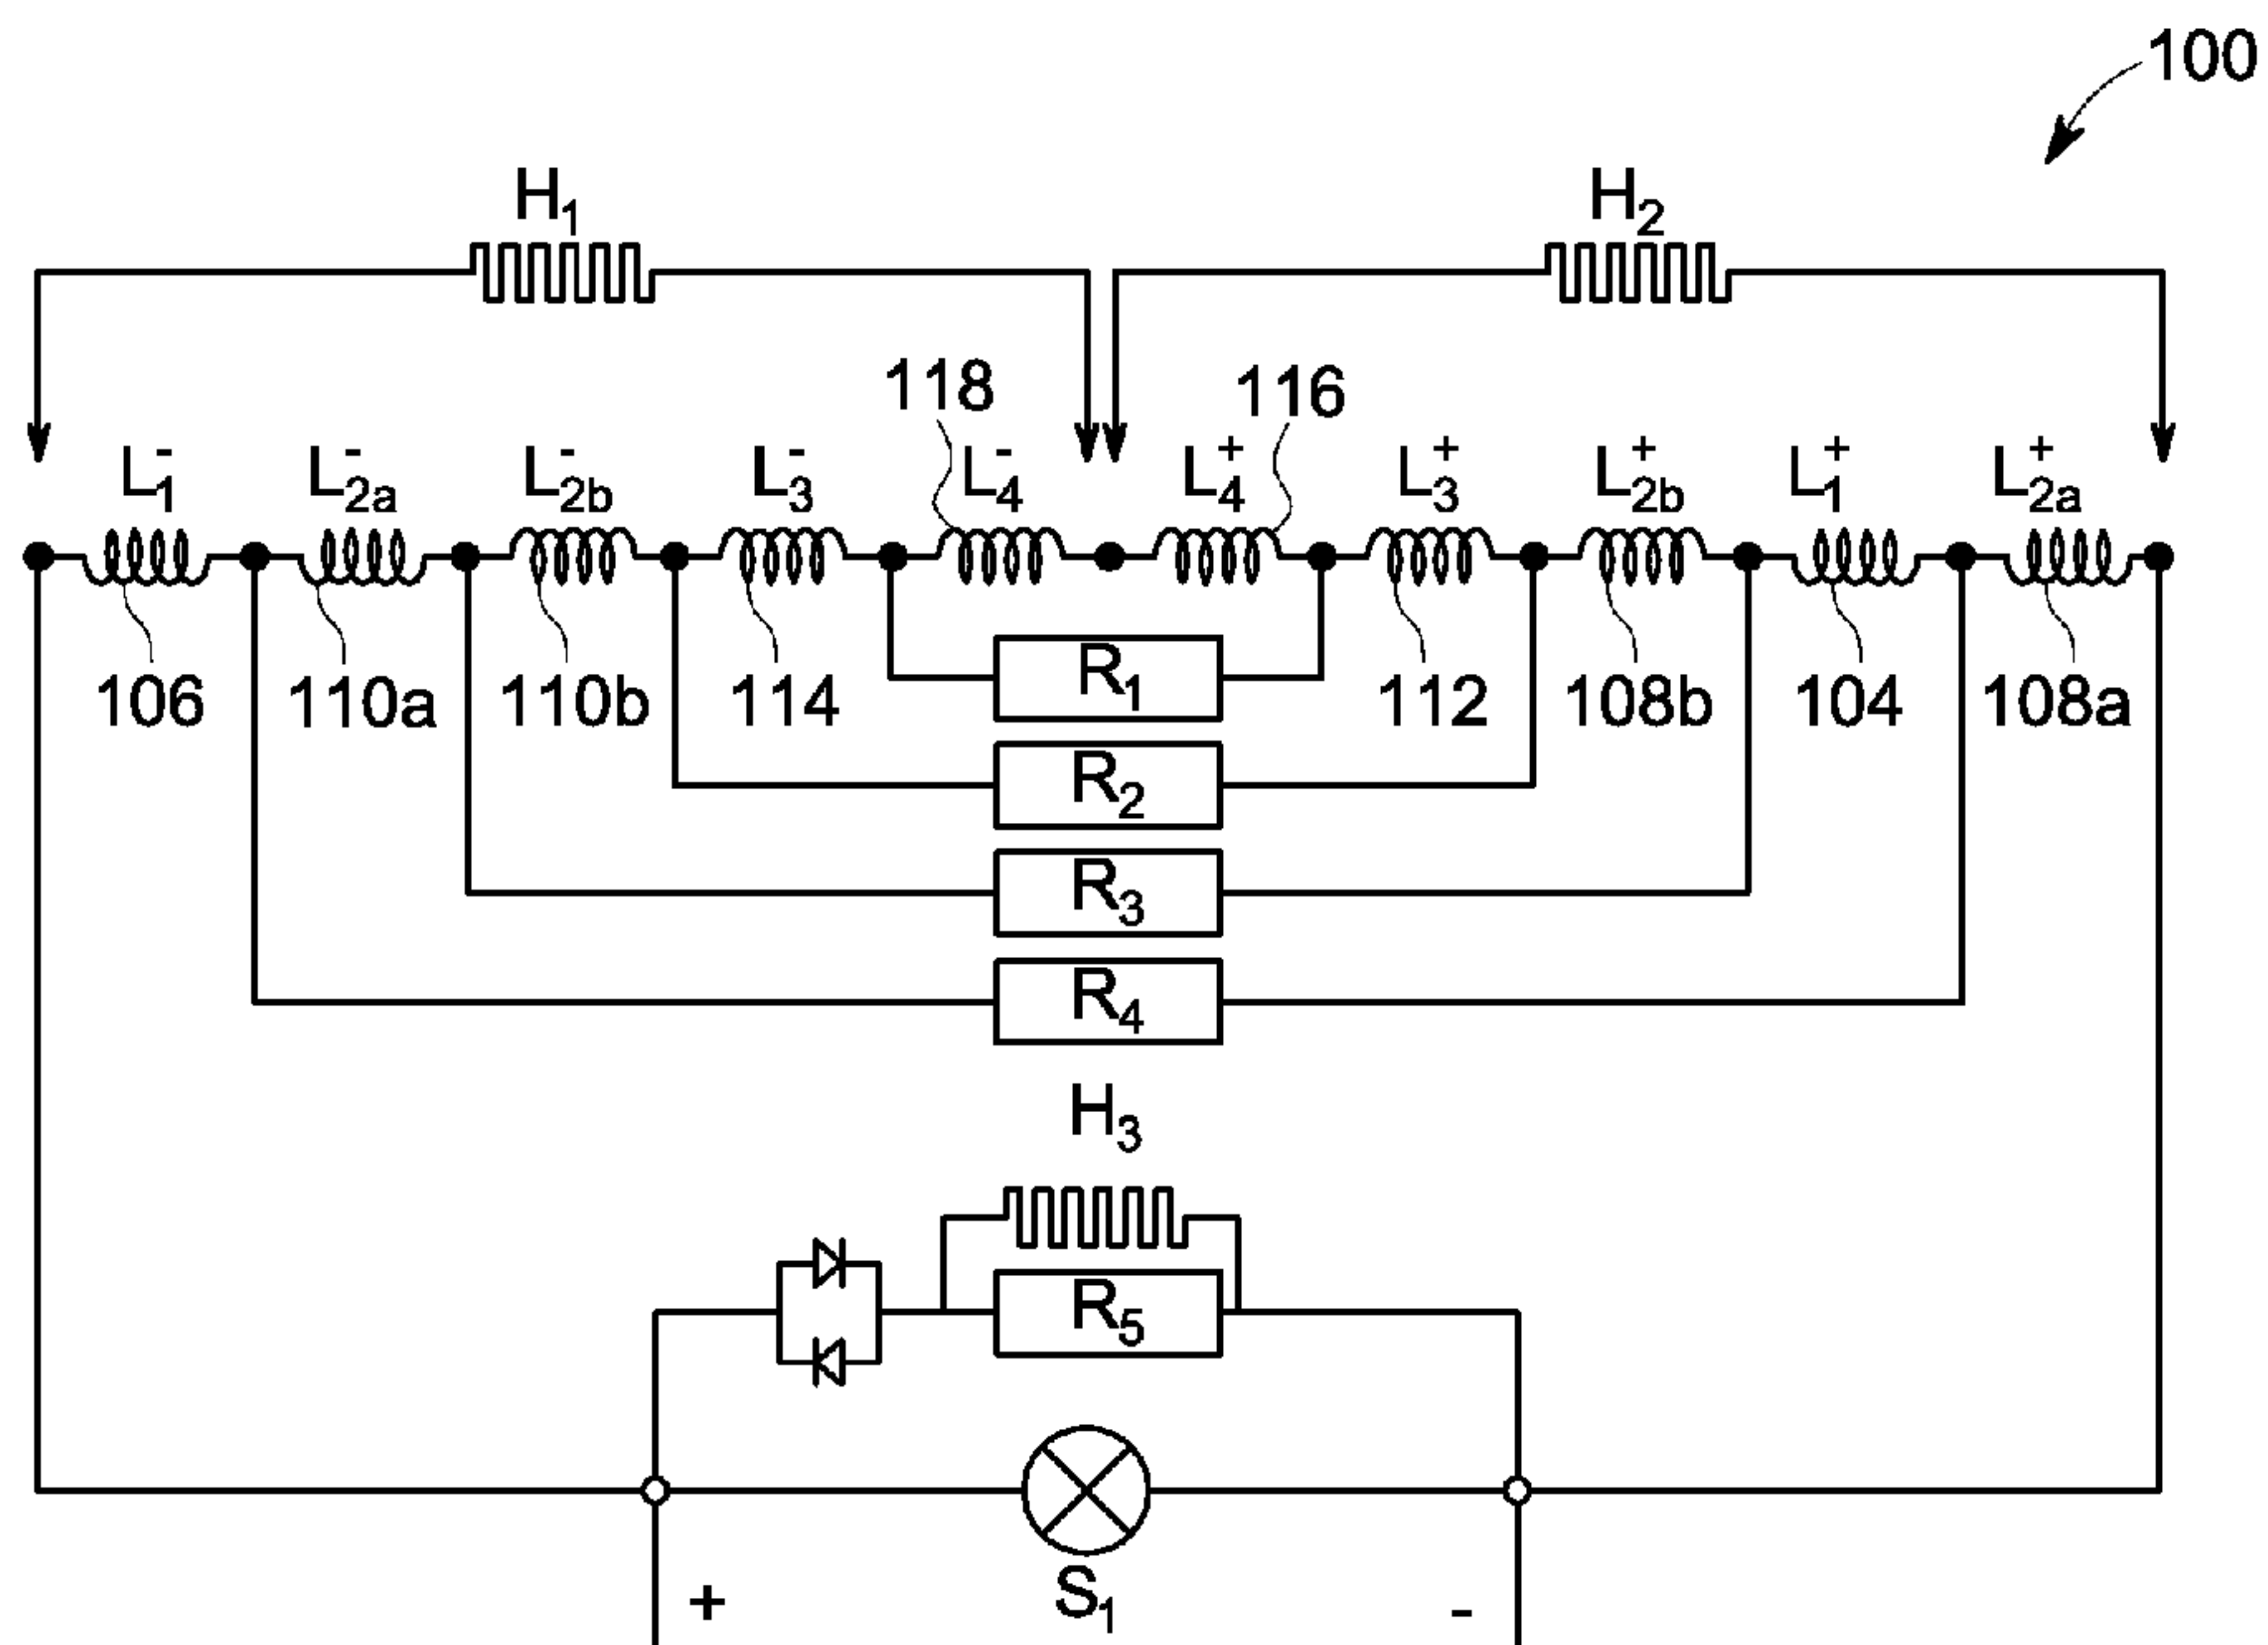 100
H1 H2
118 116
L1- L2a- L2b- L3- L4- L4+ L3+ L2b+ L1+ L2a+
106 110a 110b 114 R1 112 108b 104 108a
R2
R3
R4
H3
R5
+ S1 -